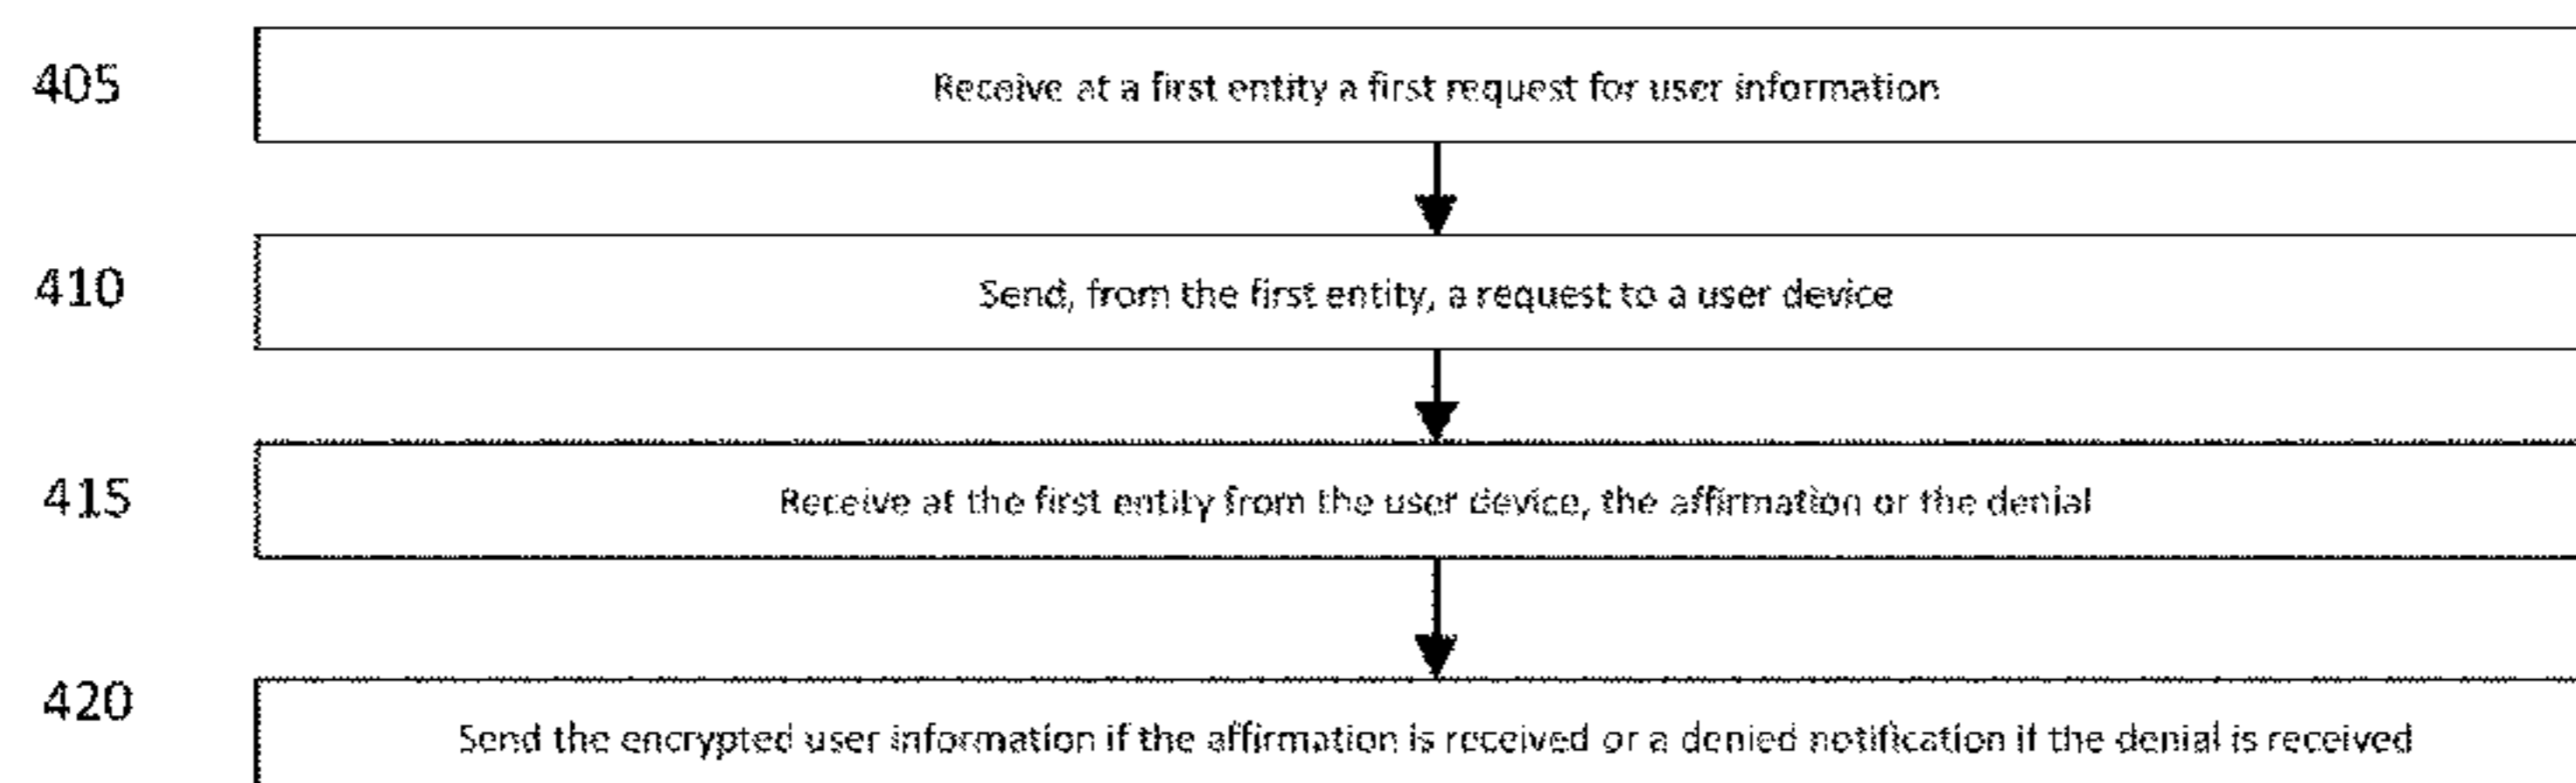 405
Receive at a first entity a first request for user information
410
Send, from the first entity, a request to a user device
415
Receive at the first entity from the user device, the affirmation or the denial
420
Send the encrypted user information if the affirmation is received or a denied notification if the denial is received